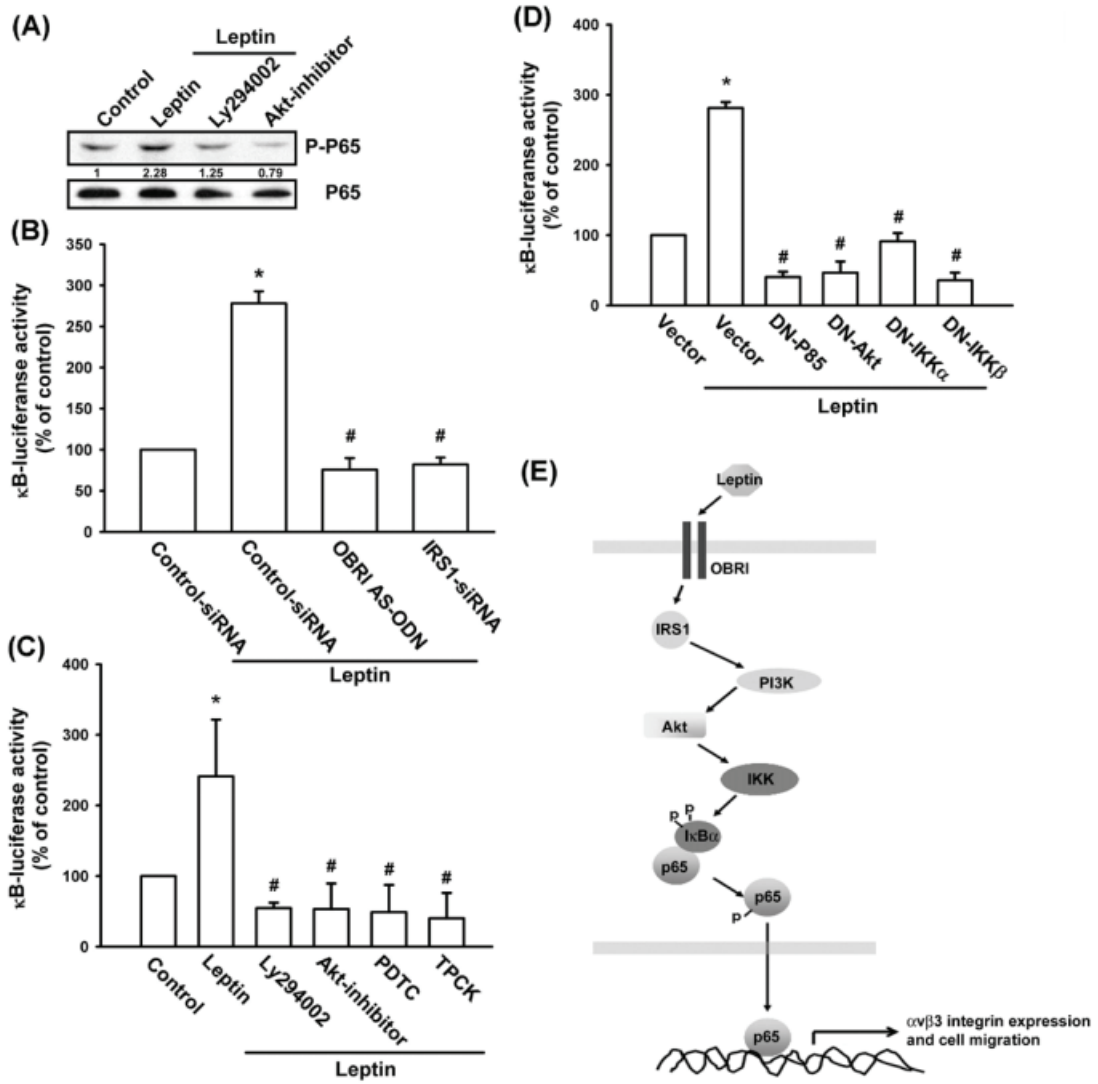 (A)
Leptin
Control
Leptin
Ly294002
Akt-inhibitor
P-P65
1 2.28 1.25 0.79
P65
(B)
κB-luciferanse activity
(% of control)
350
300
250
200
150
100
50
0
*
#
#
Control-siRNA
Control-siRNA
OBRI AS-ODN
IRS1-siRNA
Leptin
(C)
κB-luciferase activity
(% of control)
400
300
200
100
0
*
#
#
#
#
Control
Leptin
Ly294002
Akt-inhibitor
PDTC
TPCK
Leptin
(D)
κB-luciferanse activity
(% of control)
400
300
200
100
0
*
#
#
#
#
Vector
Vector
DN-P85
DN-Akt
DN-IKKα
DN-IKKβ
Leptin
(E)
Leptin
OBRI
IRS1
PI3K
Akt
IKK
p p
IκBα
p65
p65
p
p65
αvβ3 integrin expression
and cell migration